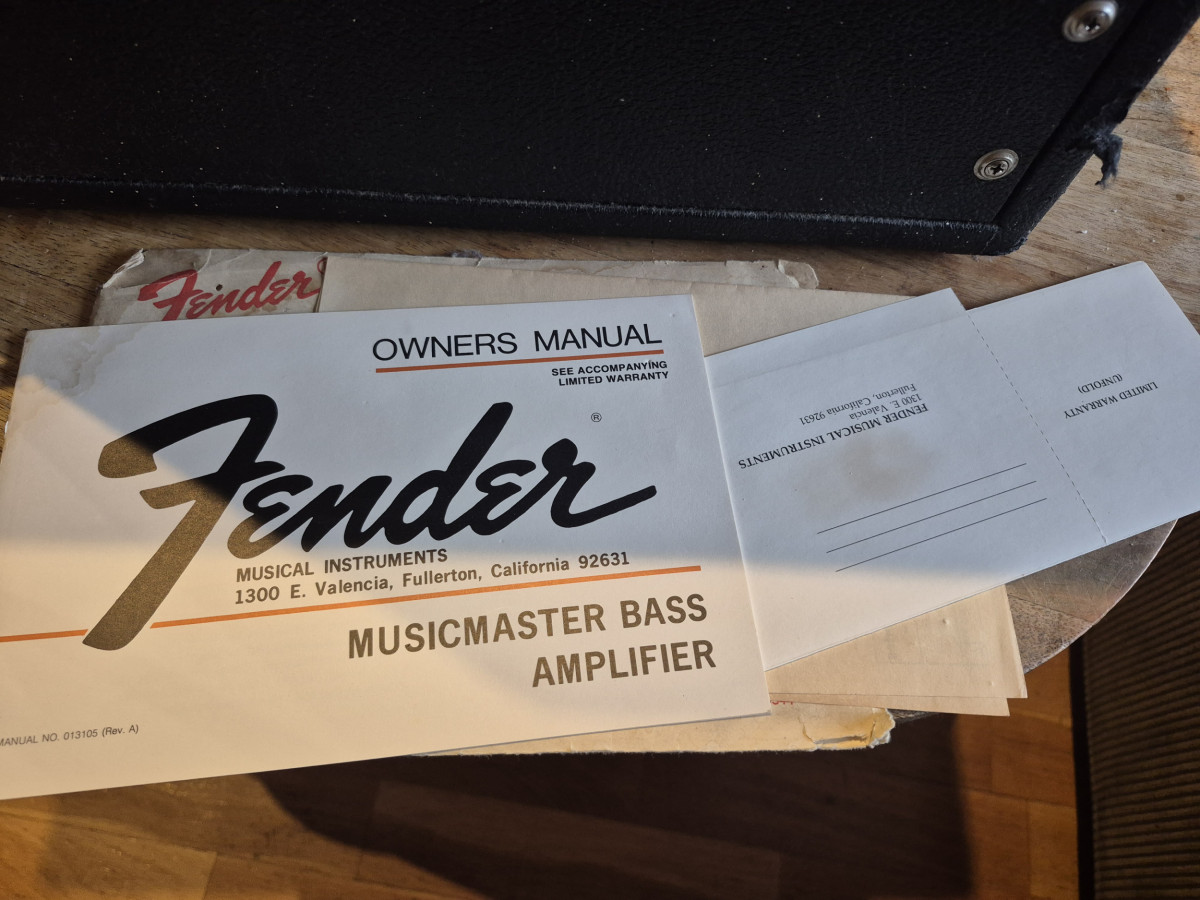 Fender
OWNERS MANUAL
SEE ACCOMPANYING
LIMITED WARRANTY
Fender ®
MUSICAL INSTRUMENTS
1300 E. Valencia, Fullerton, California 92631
MUSICMASTER BASS
AMPLIFIER
MANUAL NO. 013105 (Rev. A)
FENDER MUSICAL INSTRUMENTS
1300 E. Valencia
Fullerton, California 92631
LIMITED WARRANTY
(UNFOLD)